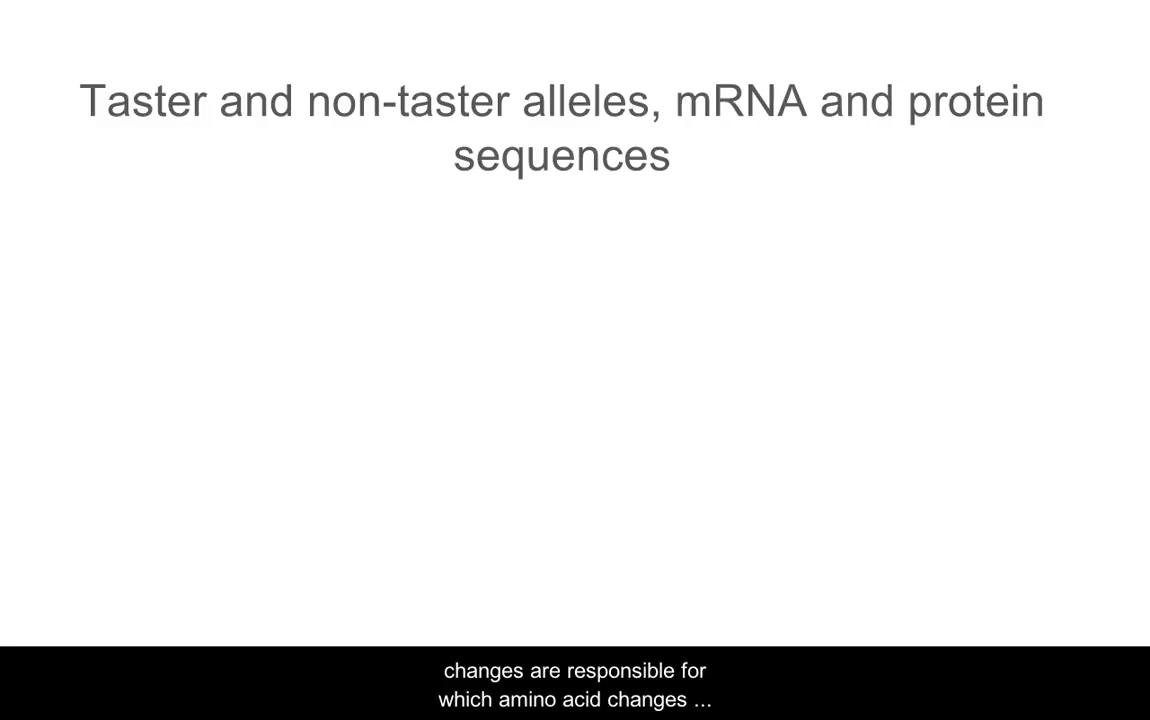 Taster and non-taster alleles, mRNA and protein
sequences
changes are responsible for
which amino acid changes ...